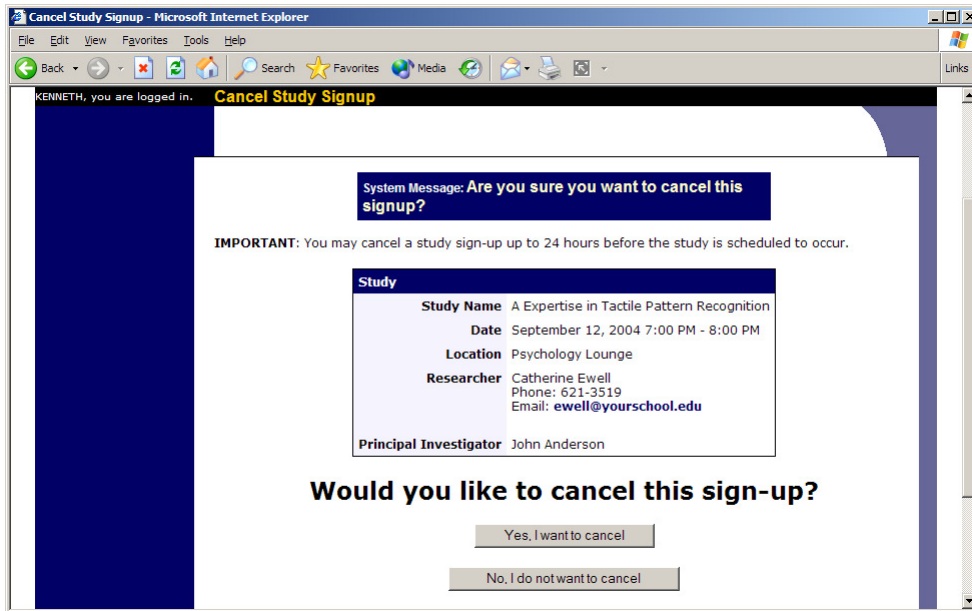 Cancel Study Signup - Microsoft Internet Explorer
File Edit View Favorites Tools Help
Back Search Favorites Media Links
KENNETH, you are logged in. Cancel Study Signup
System Message: Are you sure you want to cancel this
signup?
IMPORTANT: You may cancel a study sign-up up to 24 hours before the study is scheduled to occur.
Study
Study Name A Expertise in Tactile Pattern Recognition
Date September 12, 2004 7:00 PM - 8:00 PM
Location Psychology Lounge
Researcher Catherine Ewell
Phone: 621-3519
Email: ewell@yourschool.edu
Principal Investigator John Anderson
Would you like to cancel this sign-up?
Yes, I want to cancel
No, I do not want to cancel